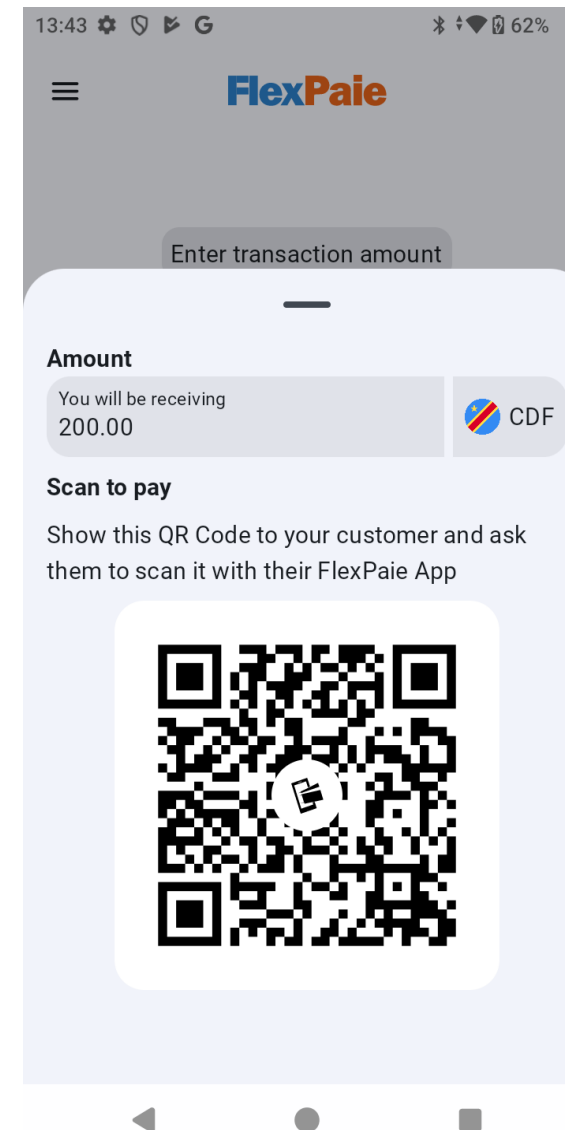 13:43
62%
FlexPaie
Enter transaction amount
Amount
You will be receiving
200.00
CDF
Scan to pay
Show this QR Code to your customer and ask
them to scan it with their FlexPaie App